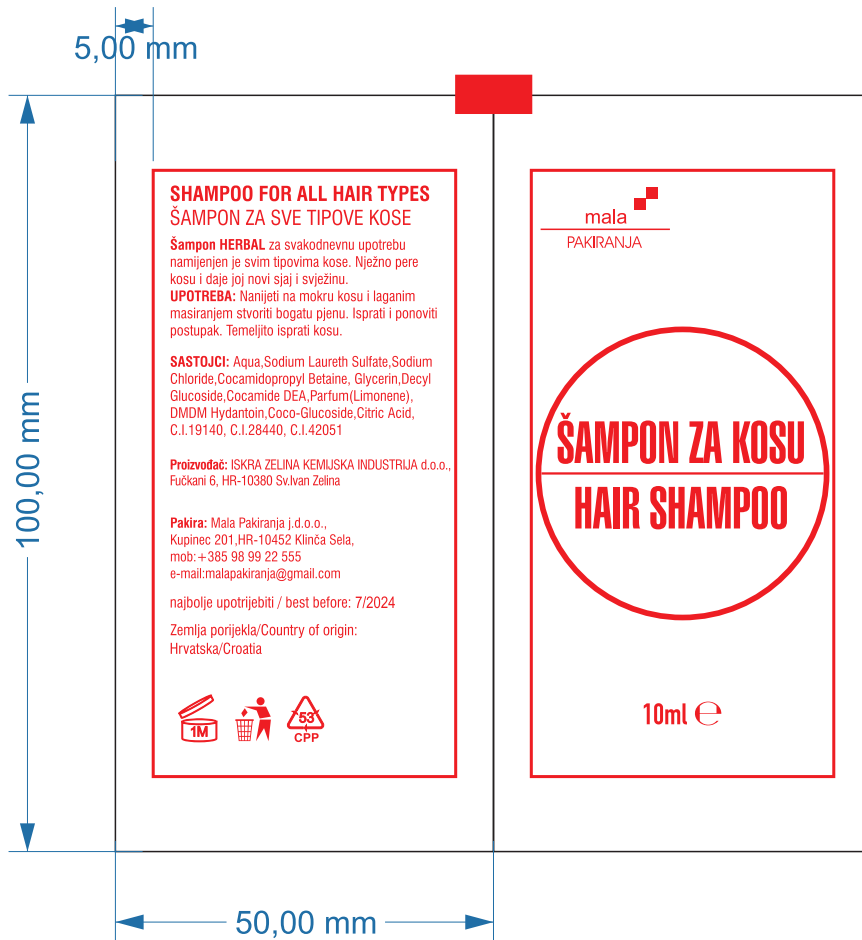 5,00 mm
SHAMPOO FOR ALL HAIR TYPES
ŠAMPON ZA SVE TIPOVE KOSE
Šampon HERBAL za svakodnevnu upotrebu
namijenjen je svim tipovima kose. Nježno pere
kosu i daje joj novi sjaj i svježinu.
UPOTREBA: Nanijeti na mokru kosu i laganim
masiranjem stvoriti bogatu pjenu. Isprati i ponoviti
postupak. Temeljito isprati kosu.
SASTOJCI: Aqua,Sodium Laureth Sulfate,Sodium
Chloride,Cocamidopropyl Betaine, Glycerin,Decyl
Glucoside,Cocamide DEA,Parfum(Limonene),
DMDM Hydantoin,Coco-Glucoside,Citric Acid,
C.I.19140, C.I.28440, C.I.42051
Proizvođač: ISKRA ZELINA KEMIJSKA INDUSTRIJA d.o.o.,
Fučkani 6, HR-10380 Sv.Ivan Zelina
Pakira: Mala Pakiranja j.d.o.o.,
Kupinec 201,HR-10452 Klinča Sela,
mob:+385 98 99 22 555
e-mail:malapakiranja@gmail.com
najbolje upotrijebiti / best before: 7/2024
Zemlja porijekla/Country of origin:
Hrvatska/Croatia
1M
53
CPP
mala
PAKIRANJA
ŠAMPON ZA KOSU
HAIR SHAMPOO
10ml ℮
100,00 mm
50,00 mm